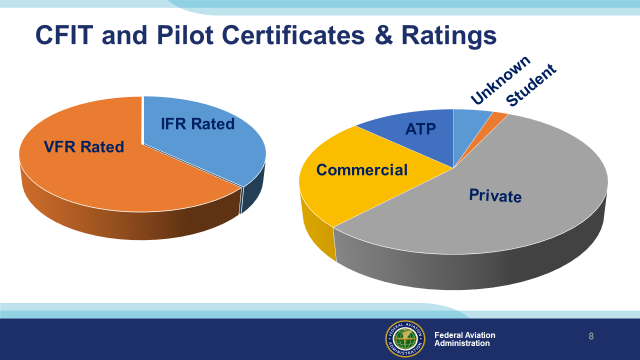 CFIT and Pilot Certificates & Ratings
IFR Rated
VFR Rated
Unknown
Student
ATP
Commercial
Private
Federal Aviation
Administration
8